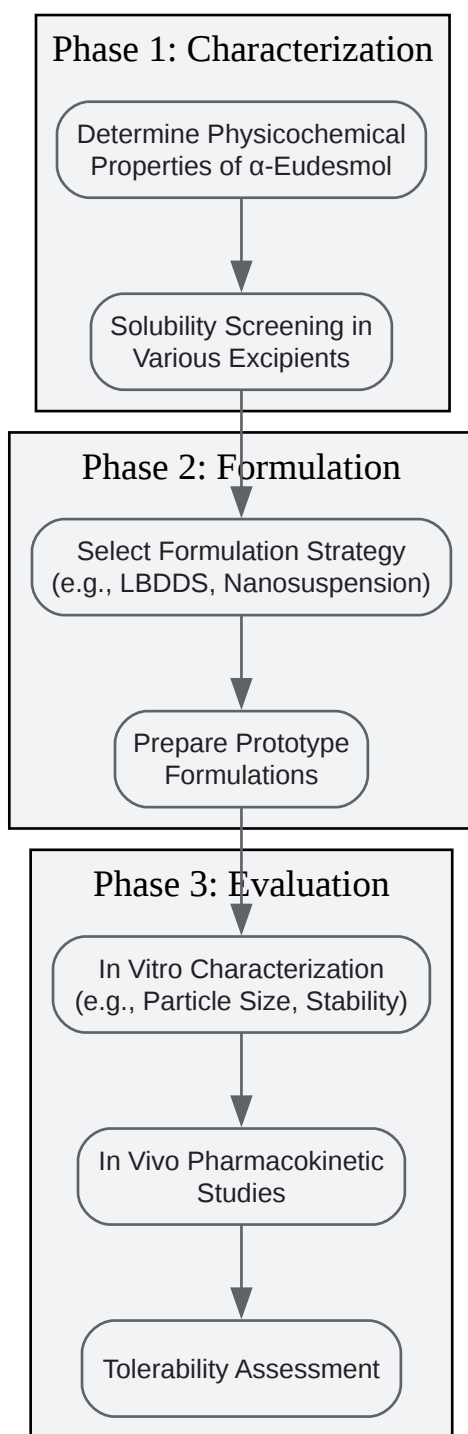 Phase 1: Characterization
Determine Physicochemical
Properties of α-Eudesmol
Solubility Screening in
Various Excipients
Phase 2: Formulation
Select Formulation Strategy
(e.g., LBDDS, Nanosuspension)
Prepare Prototype
Formulations
Phase 3: Evaluation
In Vitro Characterization
(e.g., Particle Size, Stability)
In Vivo Pharmacokinetic
Studies
Tolerability Assessment